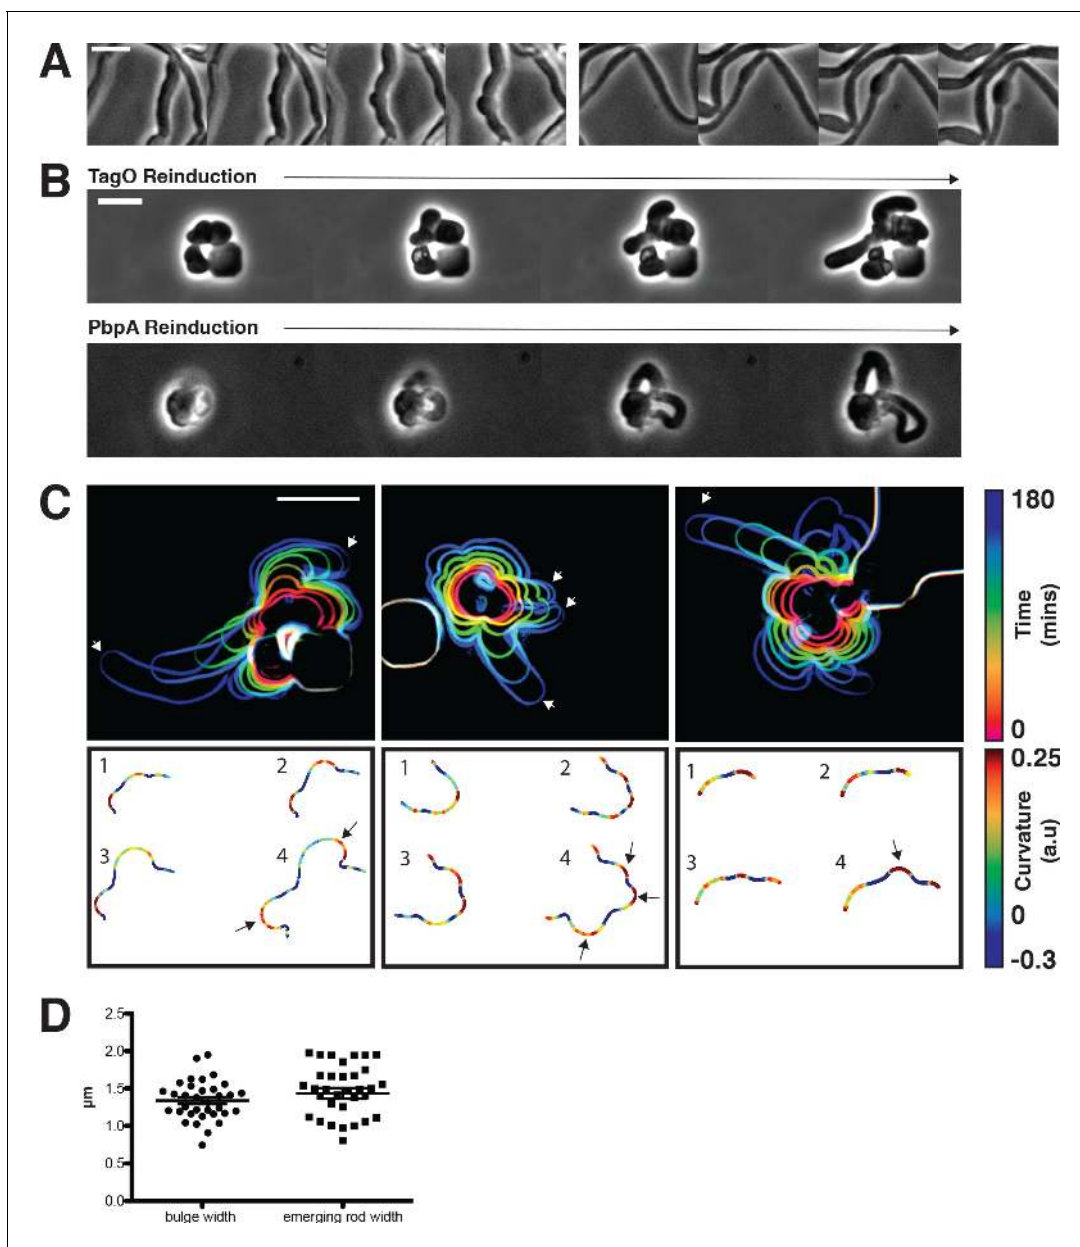 A
B
TagO Reinduction
PbpA Reinduction
C
180
Time
(mins)
0
1
2
3
4
1
2
3
4
1
2
3
4
0.25
Curvature
(a.u)
0
-0.3
D
2.5
2.0
1.5
1.0
0.5
0.0
µm
bulge width
emerging rod width